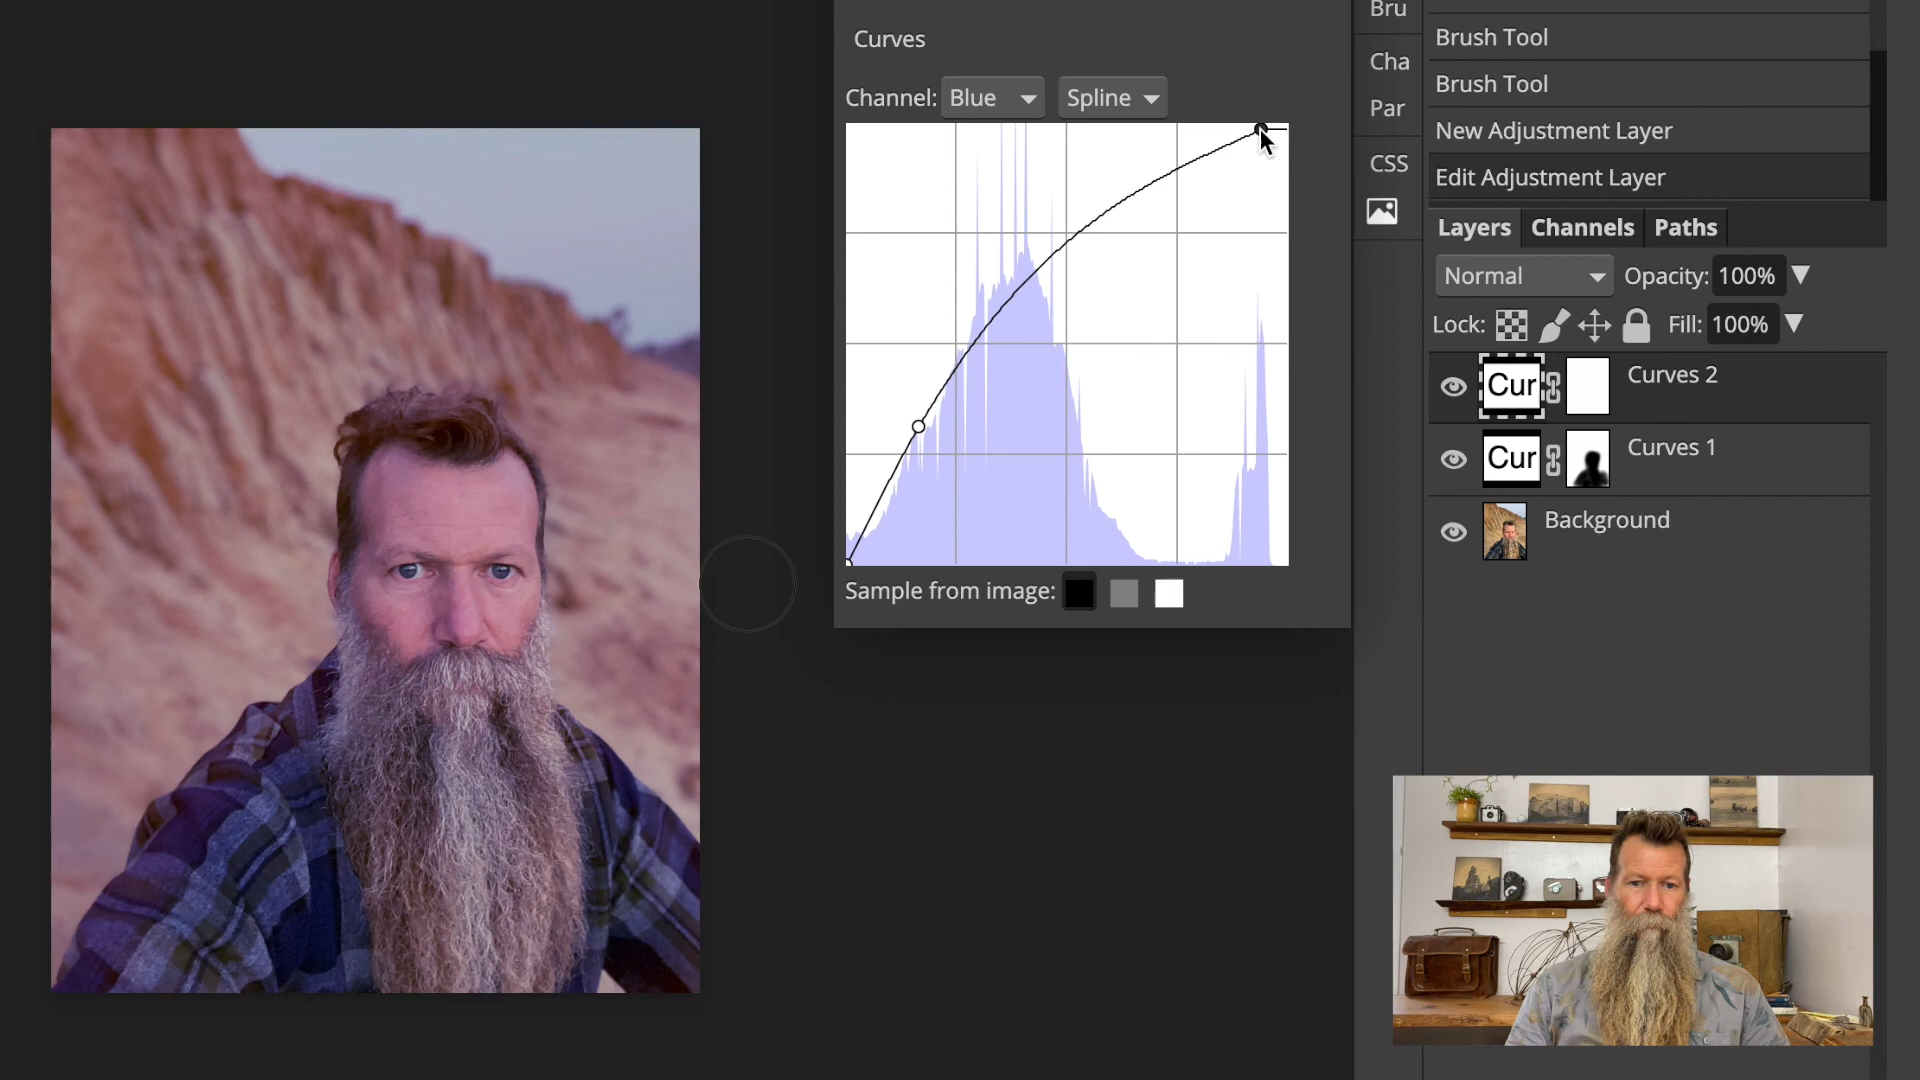 Curves
Channel: Blue Spline
Sample from image:
Bru
Cha
Par
CSS
Brush Tool
Brush Tool
New Adjustment Layer
Edit Adjustment Layer
Layers Channels Paths
Normal Opacity: 100%
Lock: Fill: 100%
Cur Curves 2
Cur Curves 1
Background